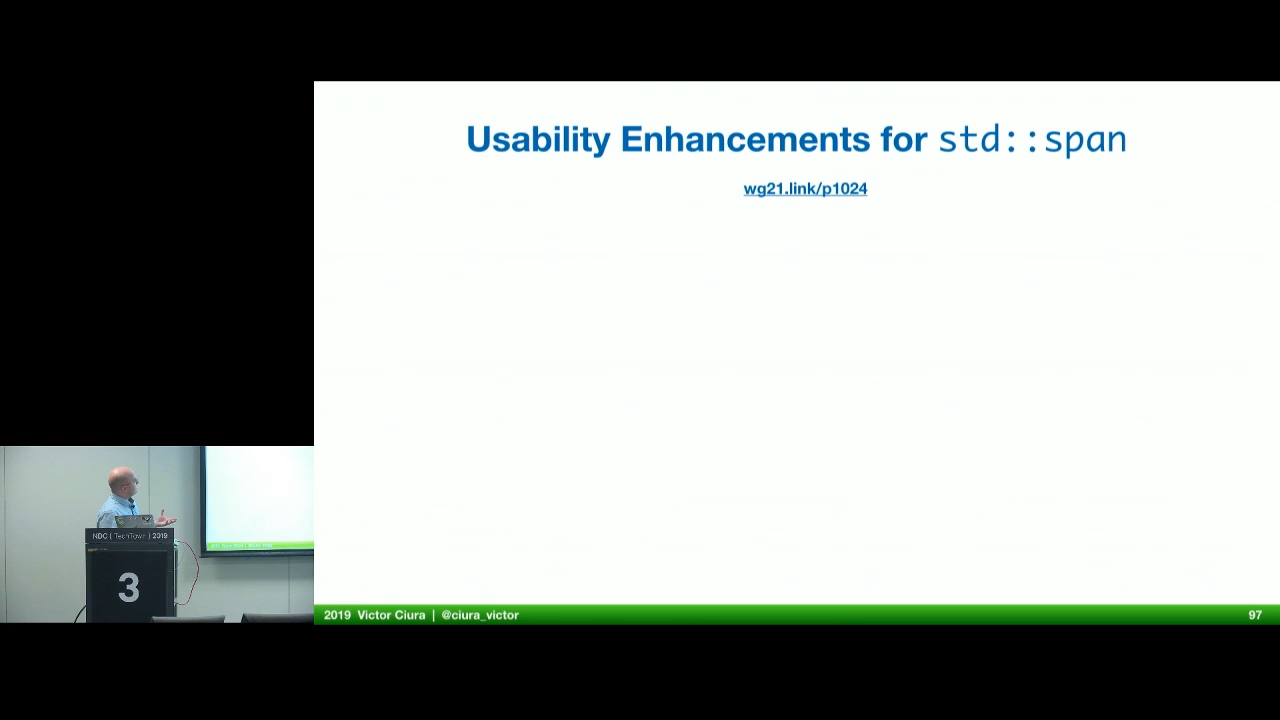 Usability Enhancements for std::span
wg21.link/p1024
NDC | TechTown | 2019
3
2019 Victor Ciura | @ciura_victor
97